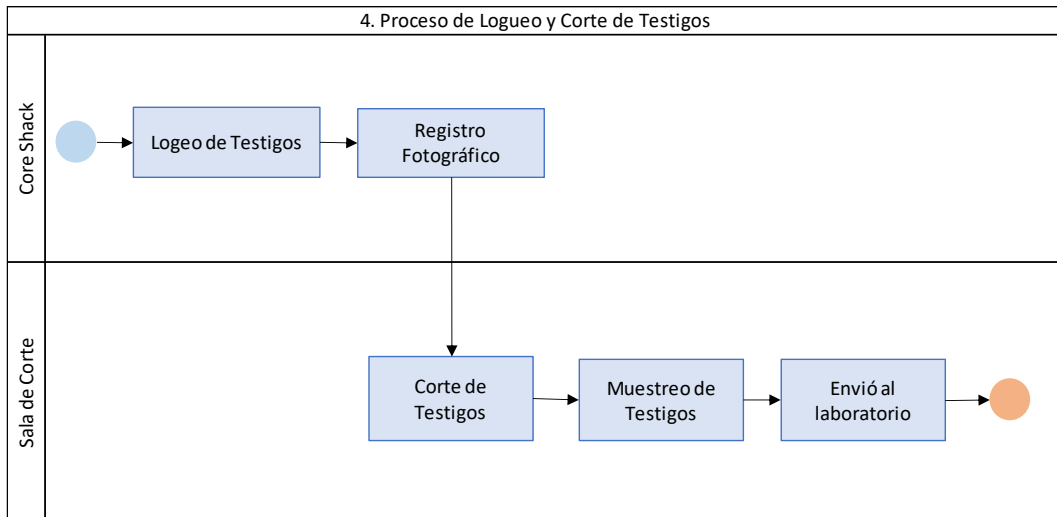 4. Proceso de Logueo y Corte de Testigos
Core Shack
Logeo de Testigos
Registro
Fotográfico
Sala de Corte
Corte de
Testigos
Muestreo de
Testigos
Envió al
laboratorio